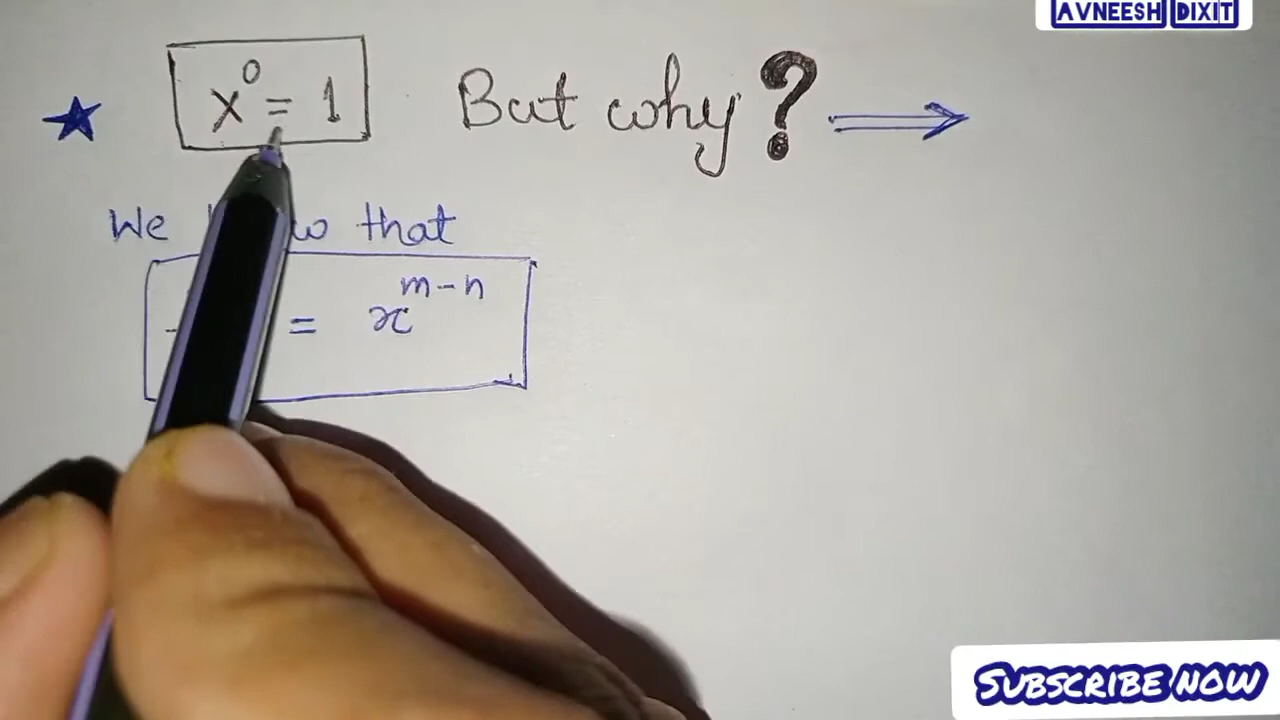 AVNEESH DIXIT
x⁰ = 1 But why? ⟹
We that
= x^{m-n}
SUBSCRIBE NOW